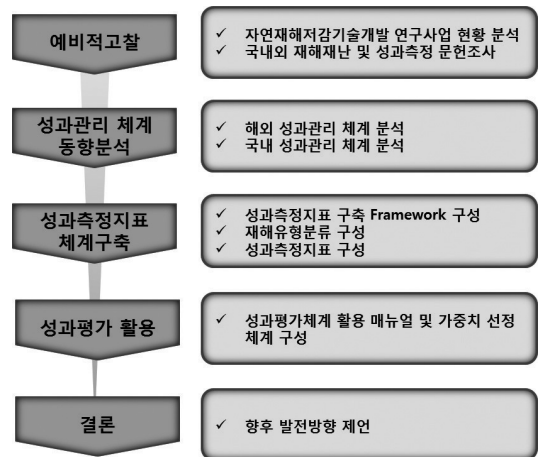 예비적고찰
✓ 자연재해저감기술개발 연구사업 현황 분석
✓ 국내외 재해재난 및 성과측정 문헌조사
성과관리 체계
동향분석
✓ 해외 성과관리 체계 분석
✓ 국내 성과관리 체계 분석
성과측정지표
체계구축
✓ 성과측정지표 구축 Framework 구성
✓ 재해유형분류 구성
✓ 성과측정지표 구성
성과평가 활용
✓ 성과평가체계 활용 매뉴얼 및 가중치 선정
체계 구성
결론
✓ 향후 발전방향 제언